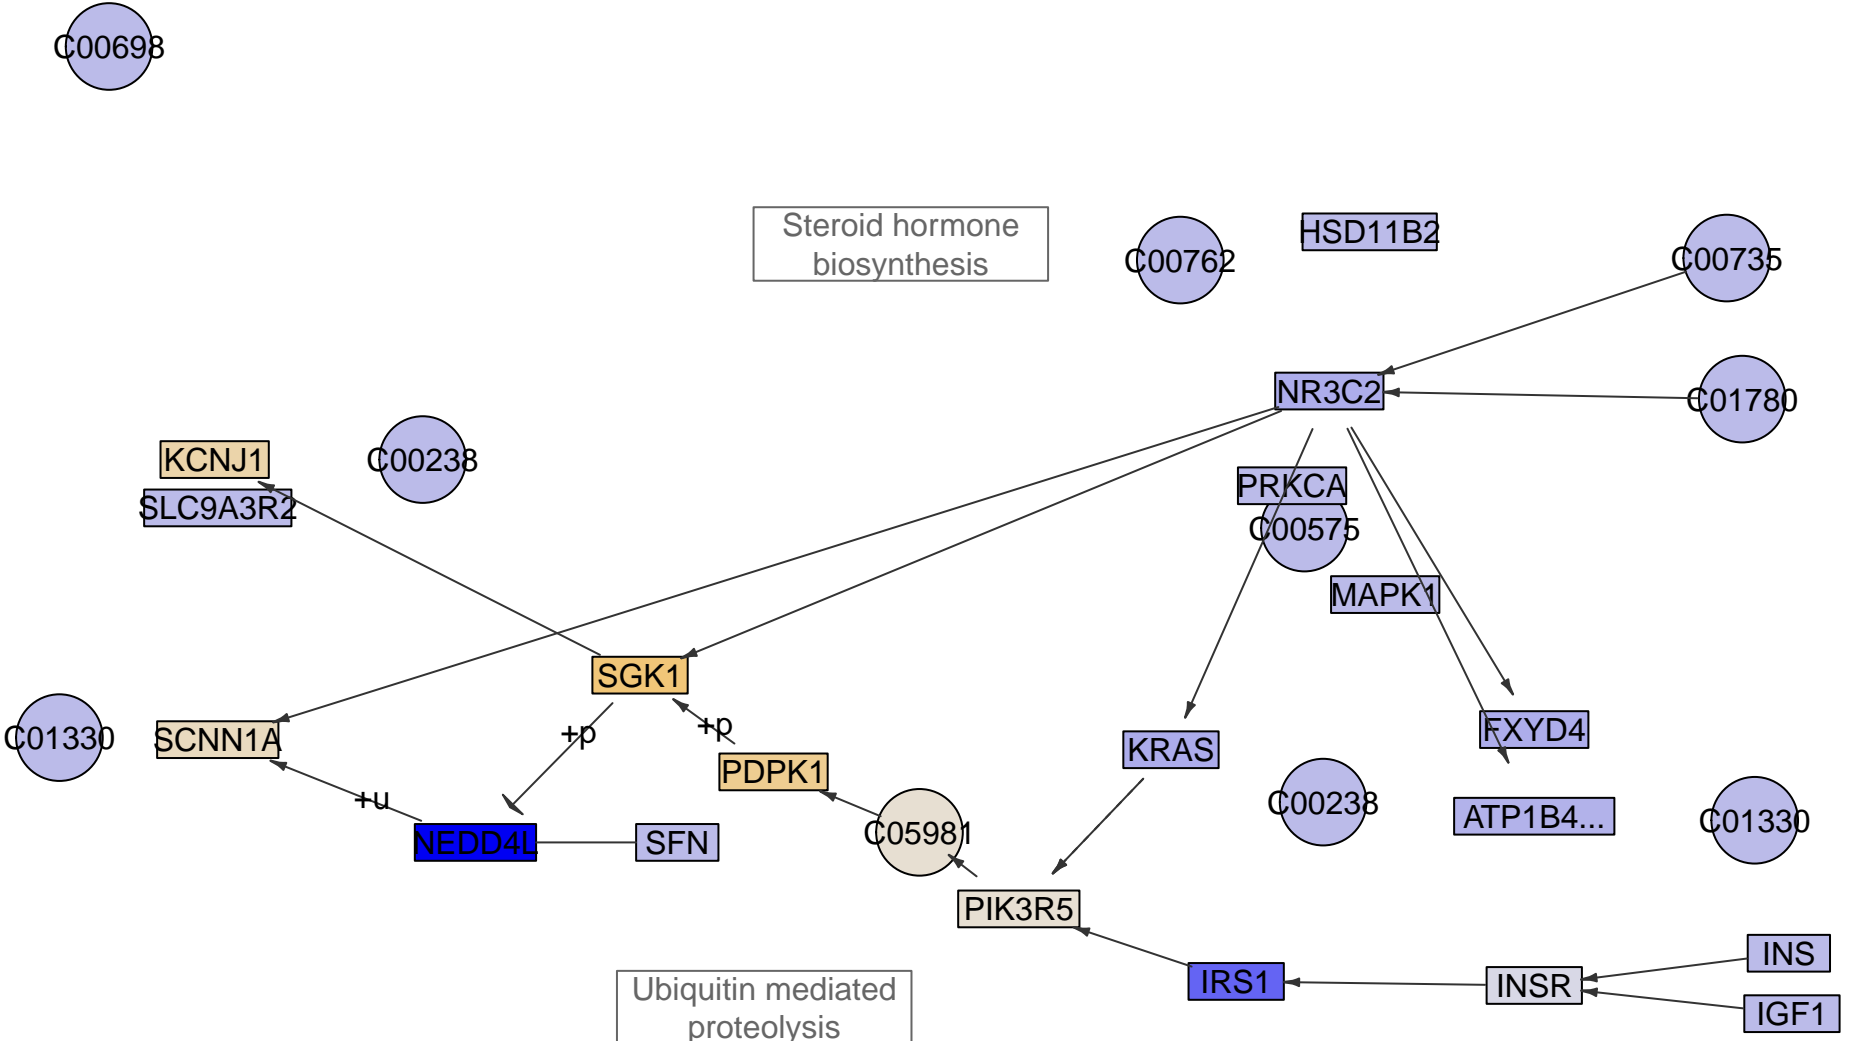 C00698
Steroid hormone
biosynthesis
C00762
HSD11B2
C00735
NR3C2
C01780
KCNJ1
C00238
SLC9A3R2
PRKCA
C00575
MAPK1
SGK1
C01330
SCNN1A
+p
+p
KRAS
FXYD4
PDPK1
+u
C00238
ATP1B4...
C01330
NEDD4L
SFN
C05981
PIK3R5
INS
IRS1
INSR
IGF1
Ubiquitin mediated
proteolysis